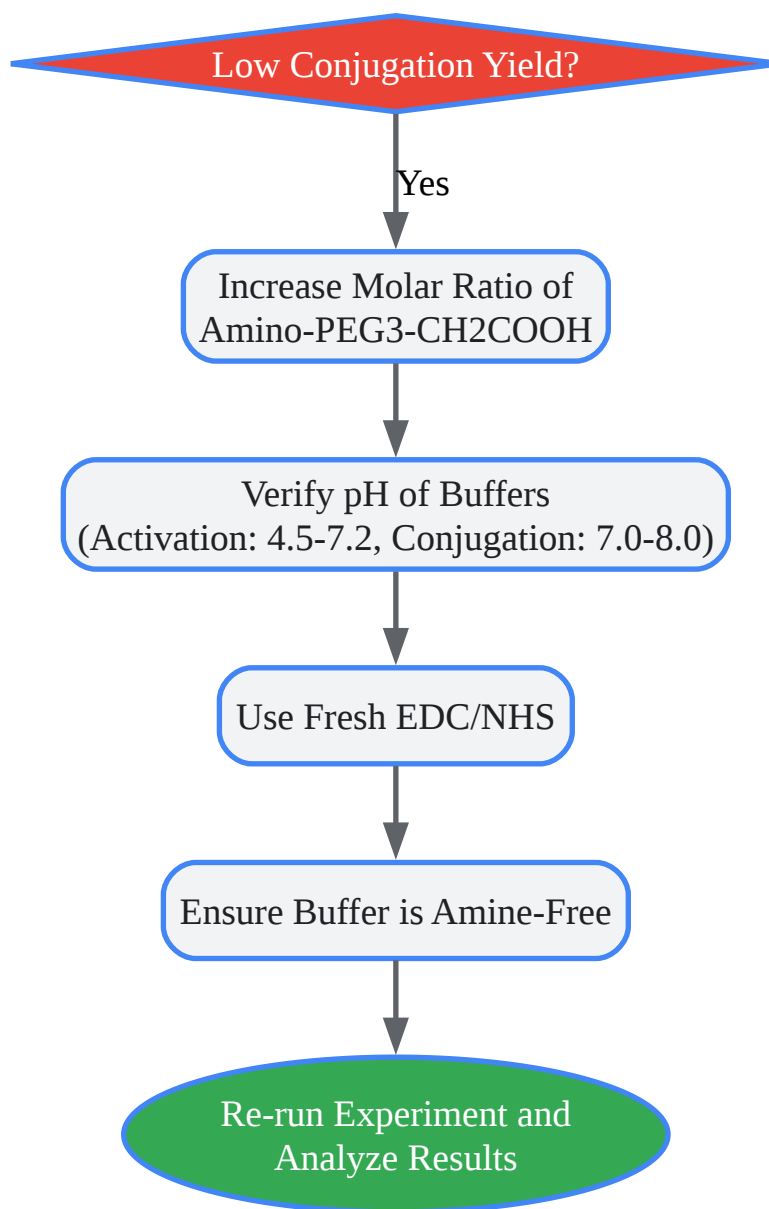 Low Conjugation Yield?
Yes
Increase Molar Ratio of
Amino-PEG3-CH2COOH
Verify pH of Buffers
(Activation: 4.5-7.2, Conjugation: 7.0-8.0)
Use Fresh EDC/NHS
Ensure Buffer is Amine-Free
Re-run Experiment and
Analyze Results